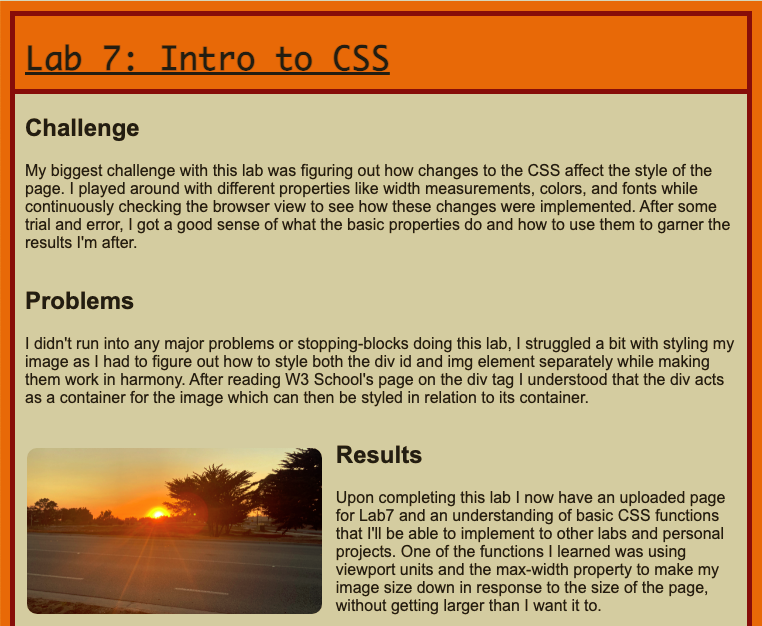 Lab 7: Intro to CSS
Challenge
My biggest challenge with this lab was figuring out how changes to the CSS affect the style of the
page. I played around with different properties like width measurements, colors, and fonts while
continuously checking the browser view to see how these changes were implemented. After some
trial and error, I got a good sense of what the basic properties do and how to use them to garner the
results I'm after.
Problems
I didn't run into any major problems or stopping-blocks doing this lab, I struggled a bit with styling my
image as I had to figure out how to style both the div id and img element separately while making
them work in harmony. After reading W3 School's page on the div tag I understood that the div acts
as a container for the image which can then be styled in relation to its container.
Results
Upon completing this lab I now have an uploaded page
for Lab7 and an understanding of basic CSS functions
that I'll be able to implement to other labs and personal
projects. One of the functions I learned was using
viewport units and the max-width property to make my
image size down in response to the size of the page,
without getting larger than I want it to.